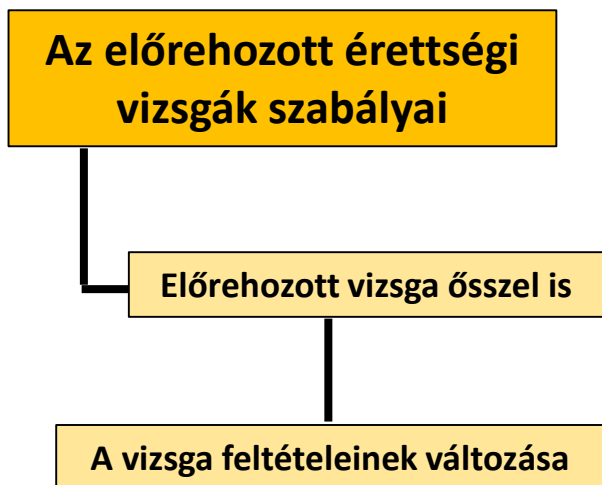 Az előrehozott érettségi
vizsgák szabályai
Előrehozott vizsga ősszel is
A vizsga feltételeinek változása